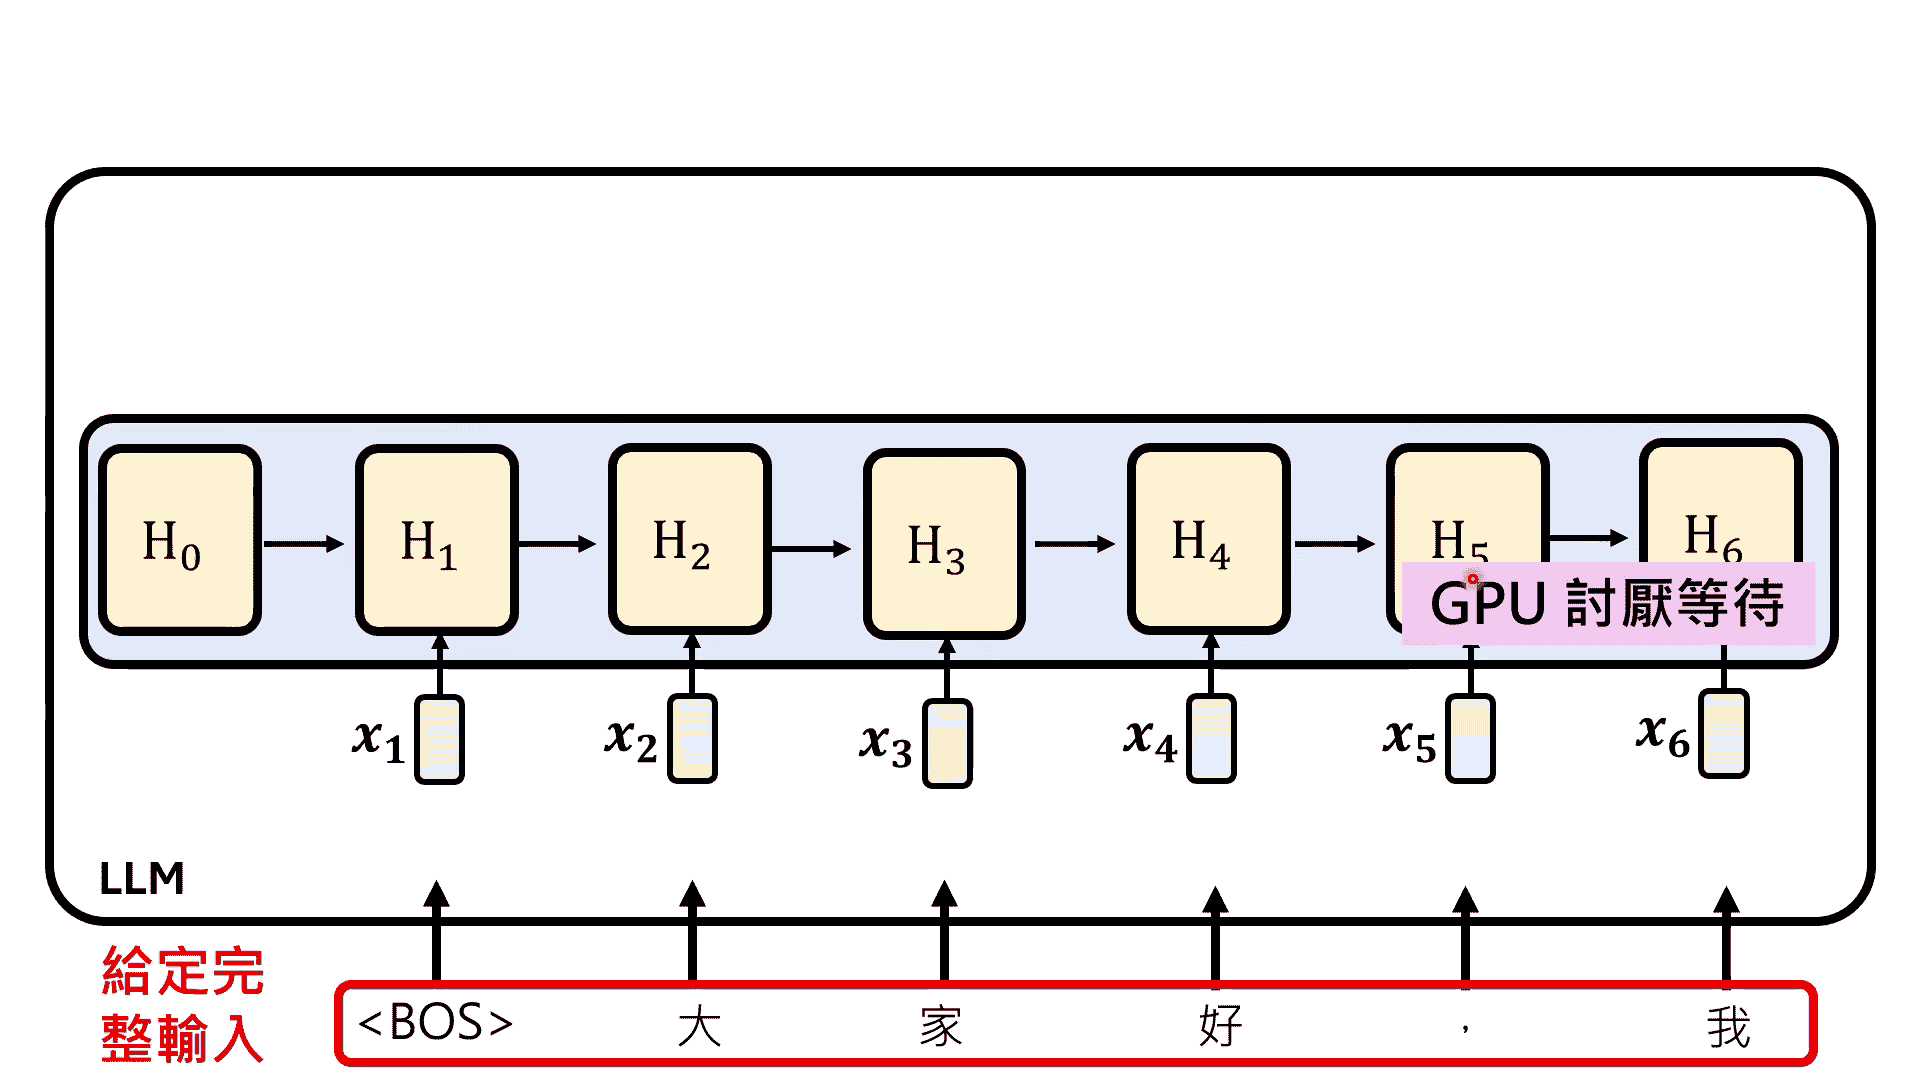 H₀ H₁ H₂ H₃ H₄ H₅ H₆
GPU 討厭等待
x₁ x₂ x₃ x₄ x₅ x₆
LLM
給定完
整輸入
<BOS> 大 家 好 , 我